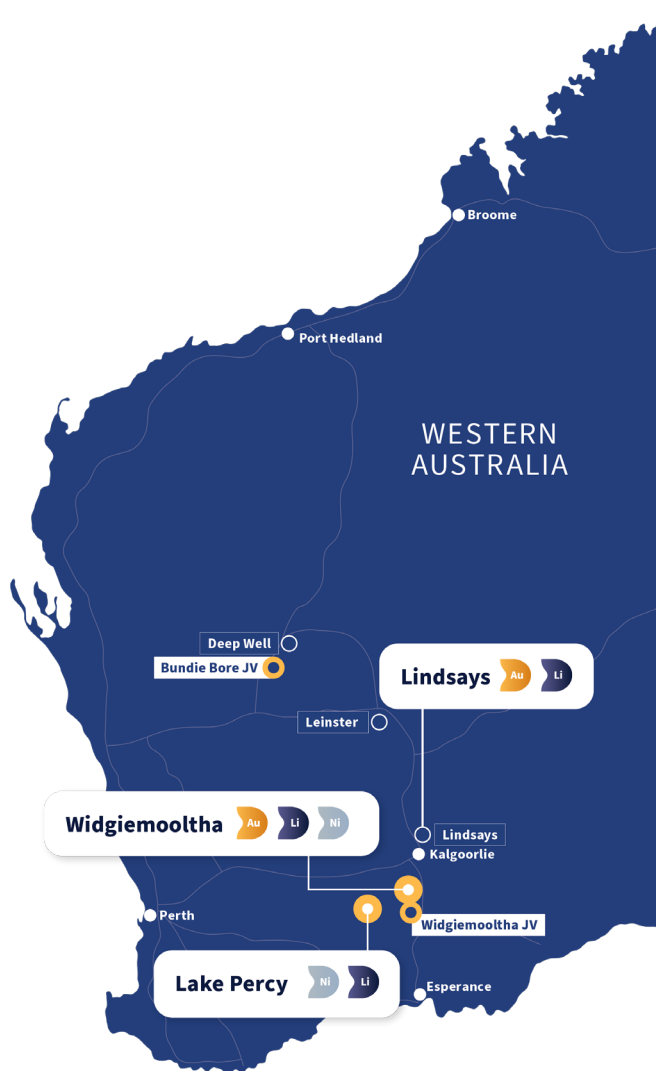 Broome
Port Hedland
WESTERN
AUSTRALIA
Deep Well
Bundie Bore JV
Lindsays Au Li
Leinster
Widgiemooltha Au Li Ni
Lindsays
Kalgoorlie
Perth
Widgiemooltha JV
Lake Percy Ni Li
Esperance